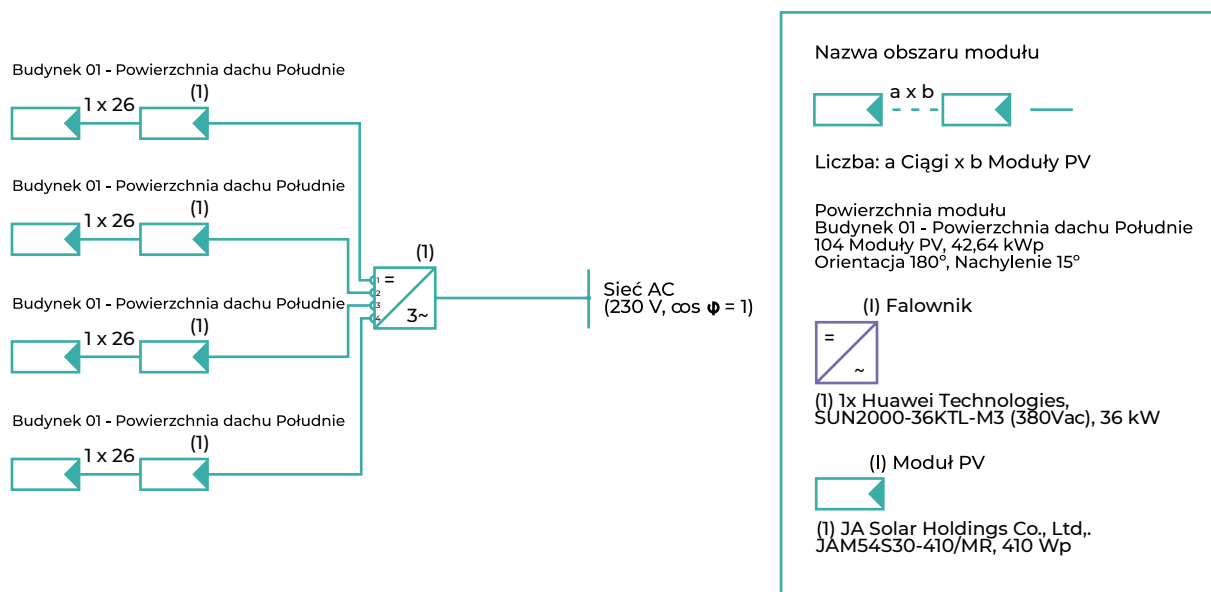 Budynek 01 - Powierzchnia dachu Południe
1 x 26
(1)
Budynek 01 - Powierzchnia dachu Południe
1 x 26
(1)
Budynek 01 - Powierzchnia dachu Południe
1 x 26
(1)
Budynek 01 - Powierzchnia dachu Południe
1 x 26
(1)
(1)
1
=
2
3
4
3~
Sieć AC
(230 V, cos φ = 1)
Nazwa obszaru modułu
a x b
Liczba: a Ciągi x b Moduły PV
Powierzchnia modułu
Budynek 01 - Powierzchnia dachu Południe
104 Moduły PV, 42,64 kWp
Orientacja 180º, Nachylenie 15º
(I) Falownik
=
~
(1) 1x Huawei Technologies,
SUN2000-36KTL-M3 (380Vac), 36 kW
(I) Moduł PV
(1) JA Solar Holdings Co., Ltd,.
JAM54S30-410/MR, 410 Wp